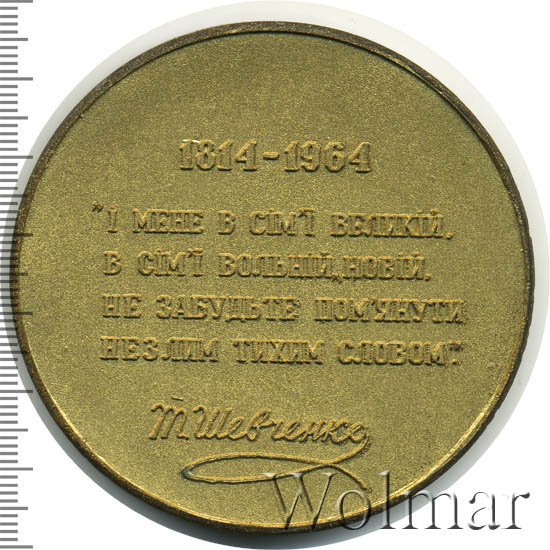 1814-1964
"І МЕНЕ В СІМ'Ї ВЕЛИКІЙ,
В СІМ'Ї ВОЛЬНІЙ, НОВІЙ,
НЕ ЗАБУДЬТЕ ПОМ'ЯНУТИ
НЕЗЛИМ ТИХИМ СЛОВОМ".
Т. Шевченко
Wolmar